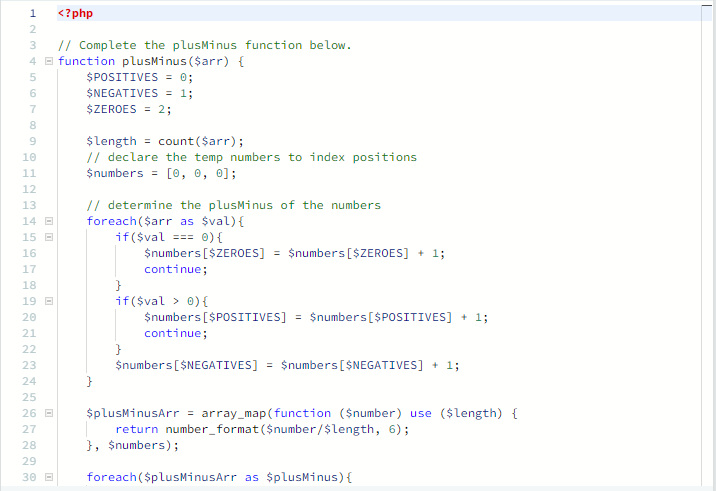 1 <?php
2
3 // Complete the plusMinus function below.
4 function plusMinus($arr) {
5     $POSITIVES = 0;
6     $NEGATIVES = 1;
7     $ZEROES = 2;
8
9     $length = count($arr);
10     // declare the temp numbers to index positions
11     $numbers = [0, 0, 0];
12
13     // determine the plusMinus of the numbers
14     foreach($arr as $val){
15         if($val === 0){
16             $numbers[$ZEROES] = $numbers[$ZEROES] + 1;
17             continue;
18         }
19         if($val > 0){
20             $numbers[$POSITIVES] = $numbers[$POSITIVES] + 1;
21             continue;
22         }
23         $numbers[$NEGATIVES] = $numbers[$NEGATIVES] + 1;
24     }
25
26     $plusMinusArr = array_map(function ($number) use ($length) {
27         return number_format($number/$length, 6);
28     }, $numbers);
29
30     foreach($plusMinusArr as $plusMinus){